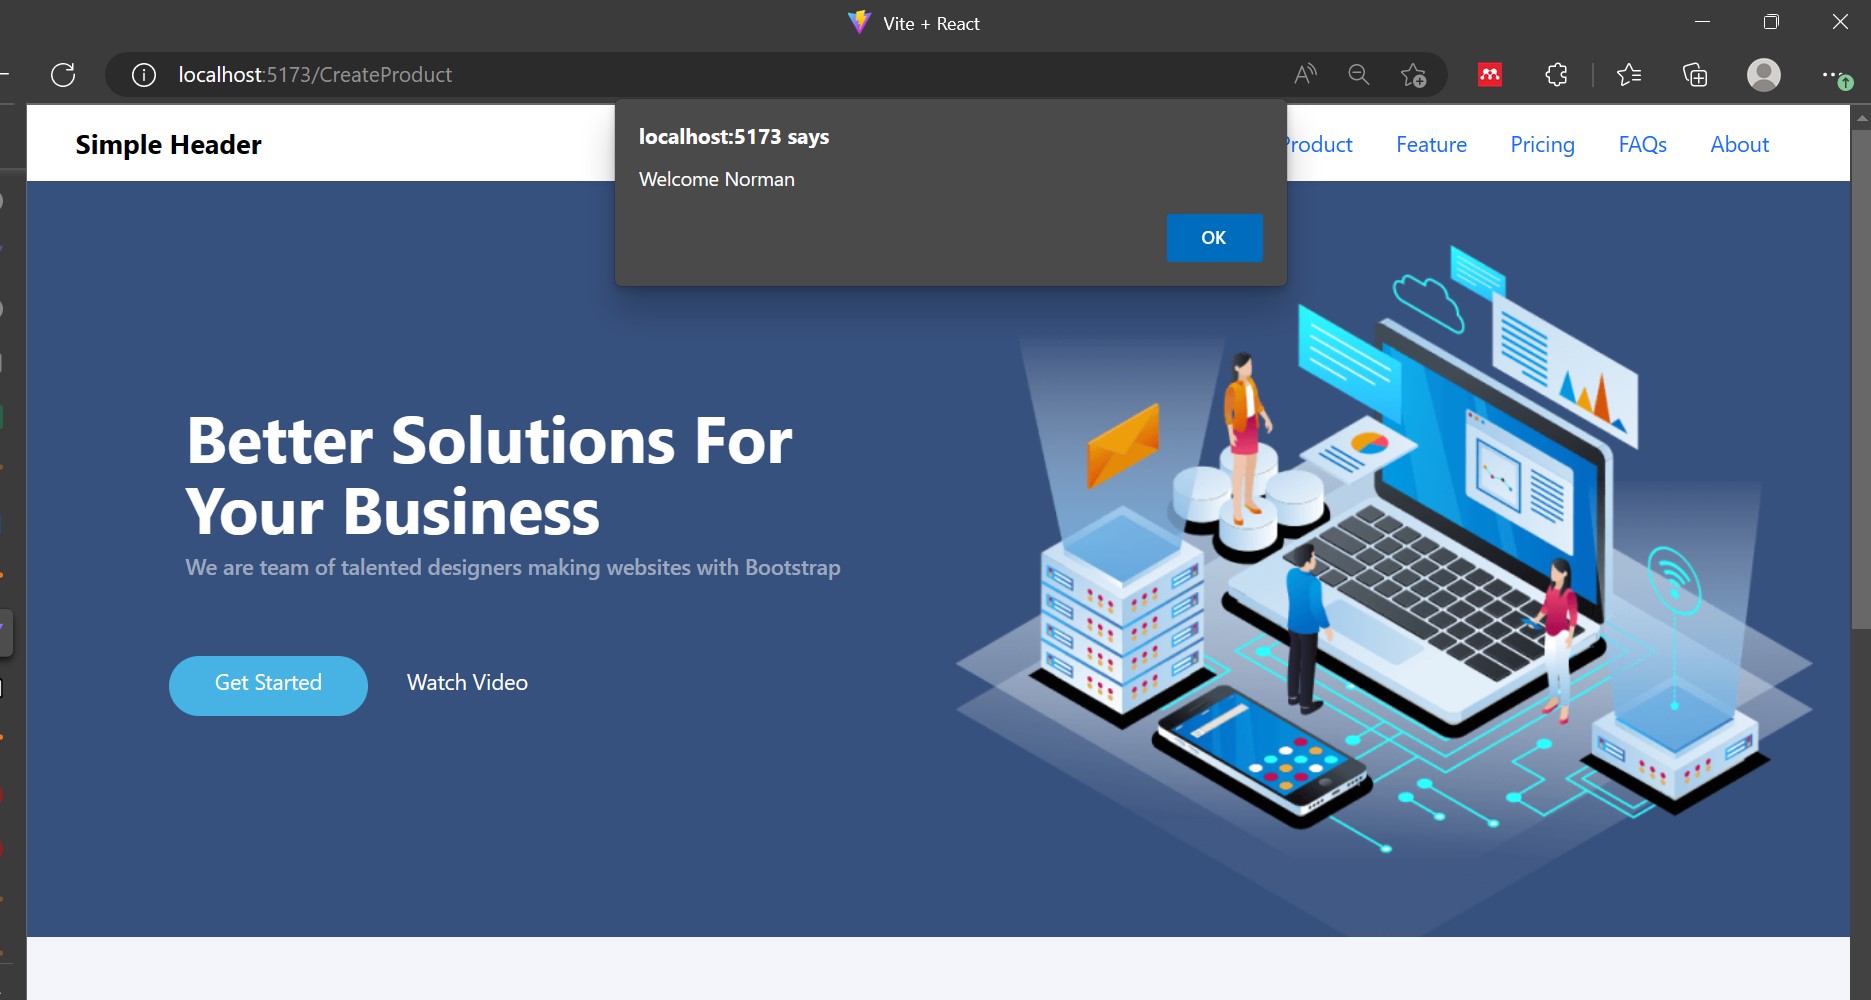 Vite + React
localhost:5173/CreateProduct
Simple Header
localhost:5173 says
Welcome Norman
OK
Product
Feature
Pricing
FAQs
About
Better Solutions For
Your Business
We are team of talented designers making websites with Bootstrap
Get Started
Watch Video